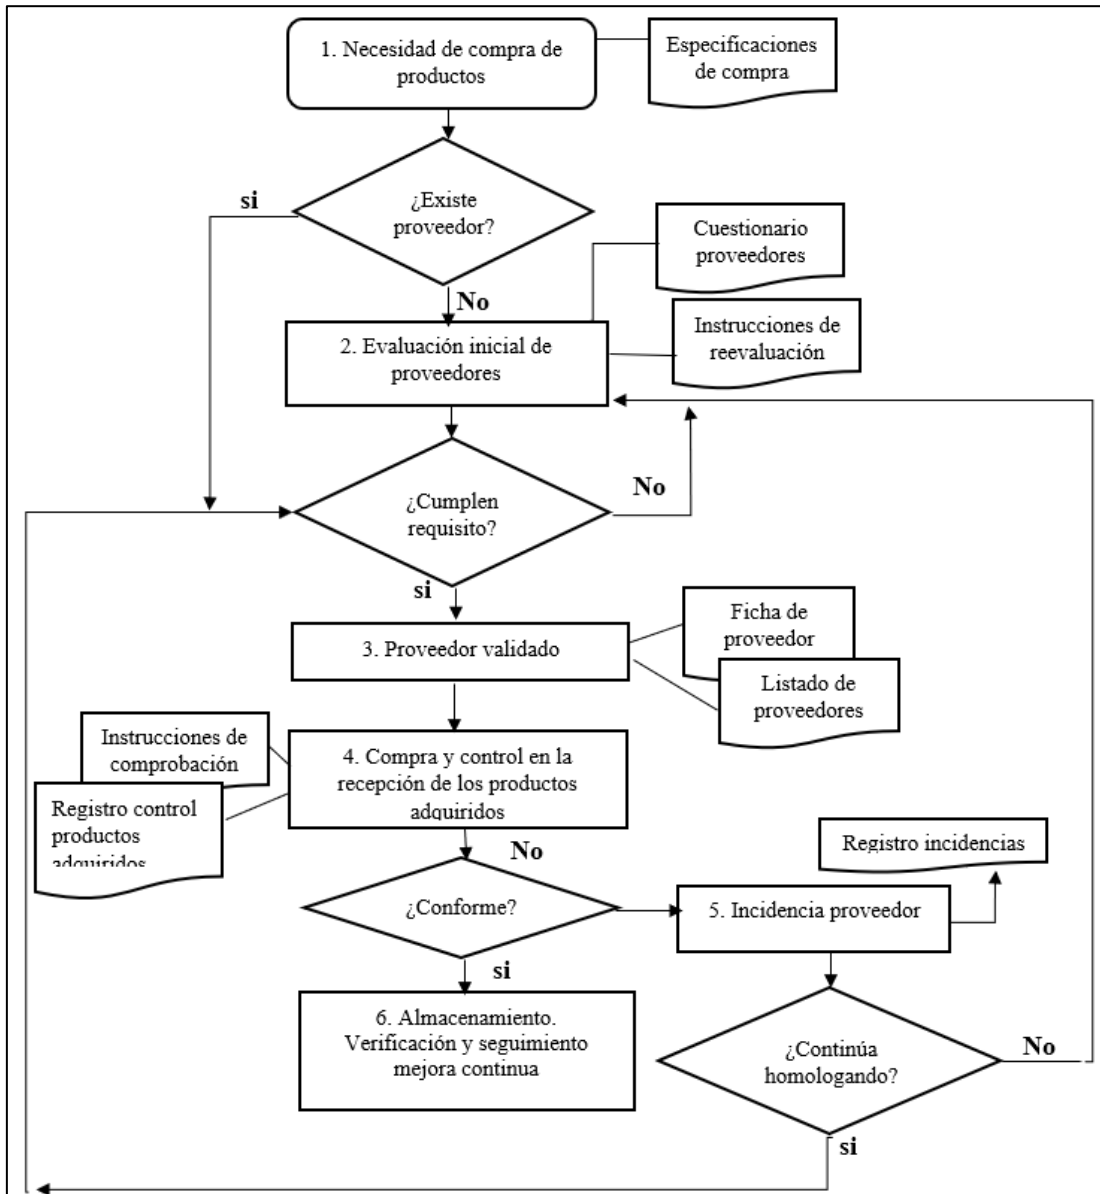 1. Necesidad de compra de
productos
Especificaciones
de compra
¿Existe
proveedor?
si
No
Cuestionario
proveedores
2. Evaluación inicial de
proveedores
Instrucciones de
reevaluación
¿Cumplen
requisito?
No
si
3. Proveedor validado
Ficha de
proveedor
Listado de
proveedores
Instrucciones de
comprobación
4. Compra y control en la
recepción de los productos
adquiridos
Registro control
productos
adquiridos
No
¿Conforme?
si
Registro incidencias
5. Incidencia proveedor
6. Almacenamiento.
Verificación y seguimiento
mejora continua
¿Continúa
homologando?
No
si